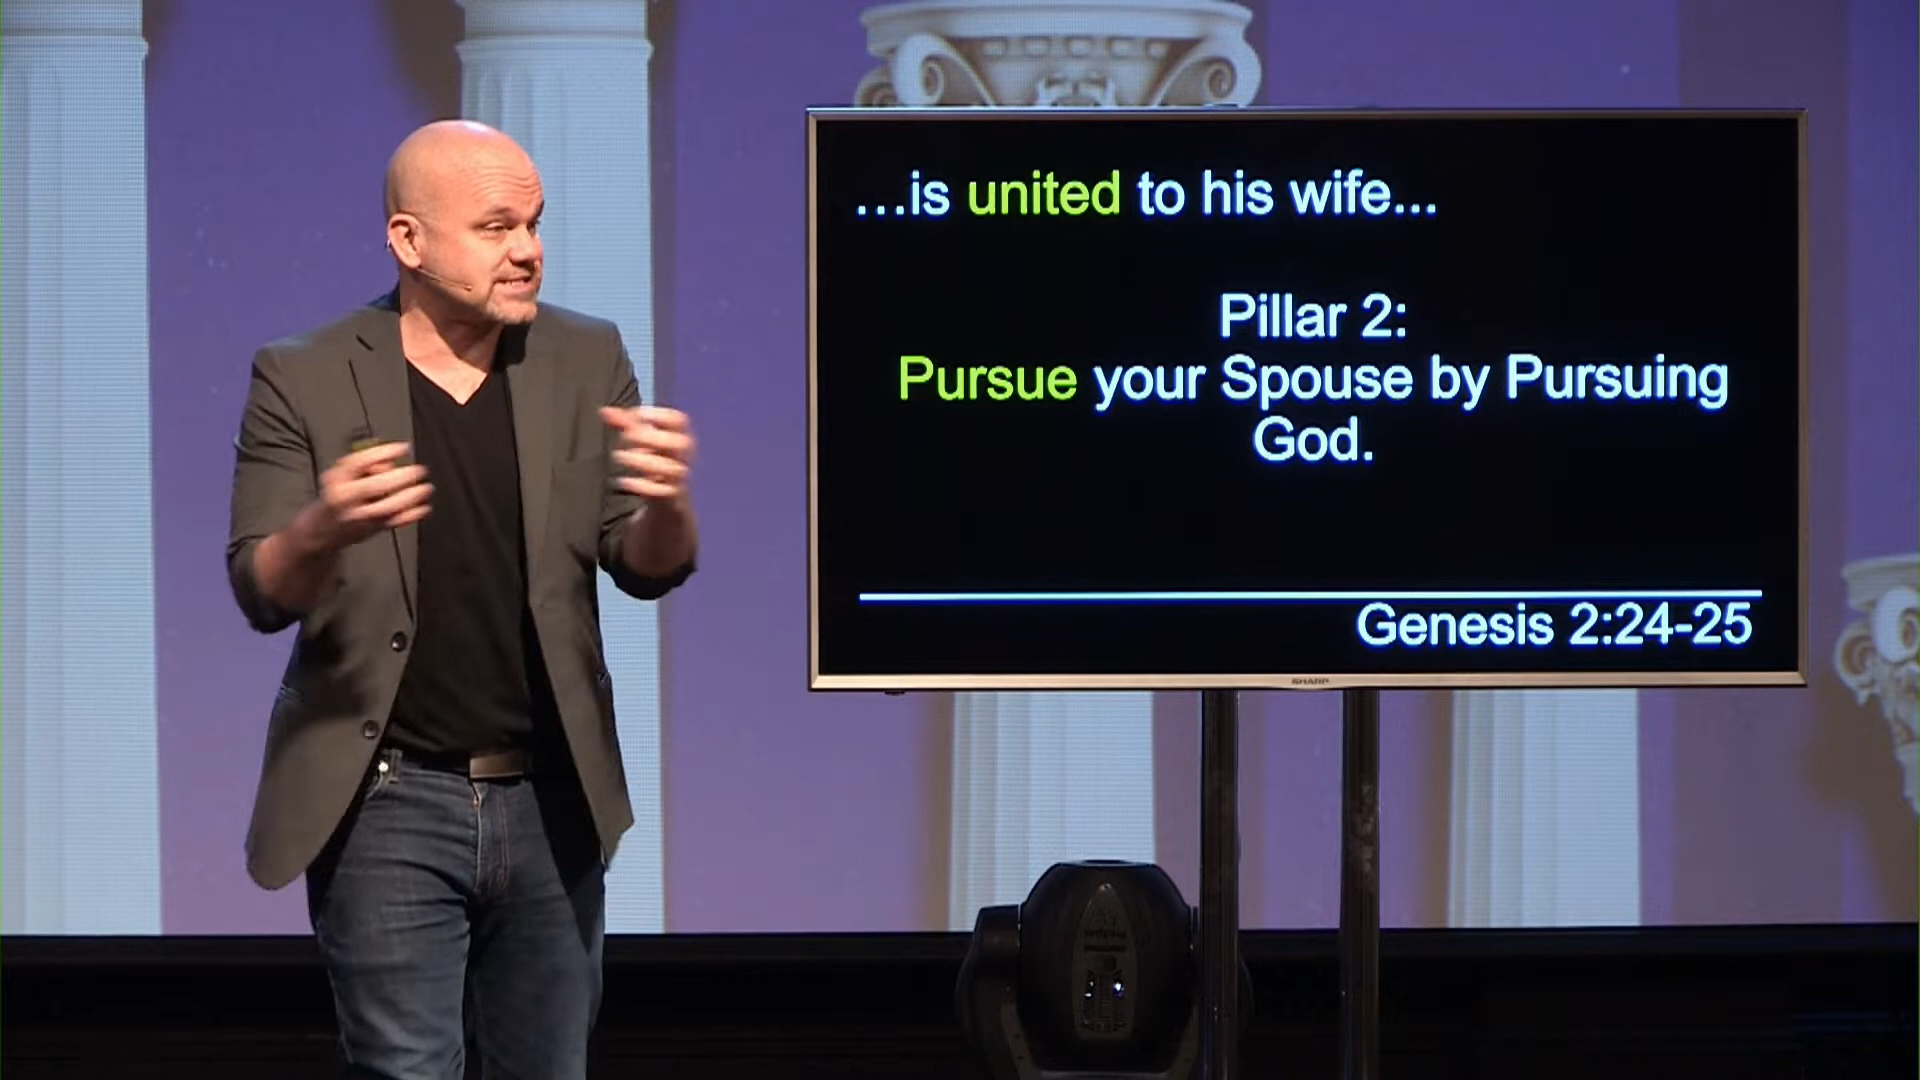 ...is united to his wife...
Pillar 2:
Pursue your Spouse by Pursuing
God.
Genesis 2:24-25
SHARP